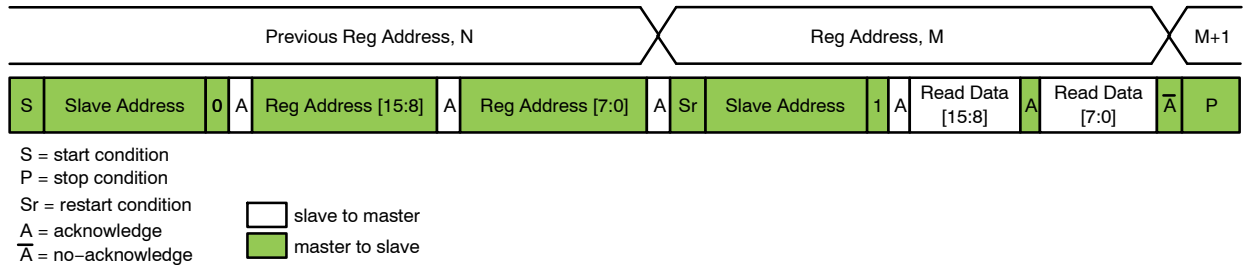 Previous Reg Address, N Reg Address, M M+1
S Slave Address 0 A Reg Address [15:8] A Reg Address [7:0] A Sr Slave Address 1 A Read Data [15:8] A Read Data [7:0] A̅ P
S = start condition
P = stop condition
Sr = restart condition
A = acknowledge
A̅ = no−acknowledge
slave to master
master to slave